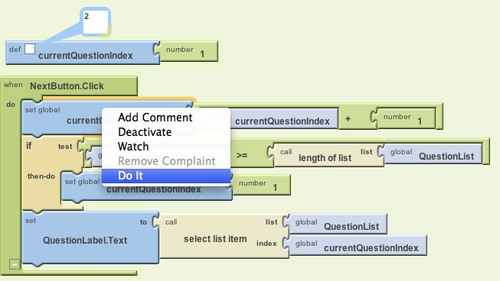 2
def currentQuestionIndex number 1
when NextButton.Click
do set global to global currentQuestionIndex + number 1
Add Comment
Deactivate
Watch
Remove Complaint
Do It
if test >= call length of list list global QuestionList
then-do set global currentQuestionIndex number 1
set QuestionLabel.Text to call select list item list global QuestionList
index global currentQuestionIndex